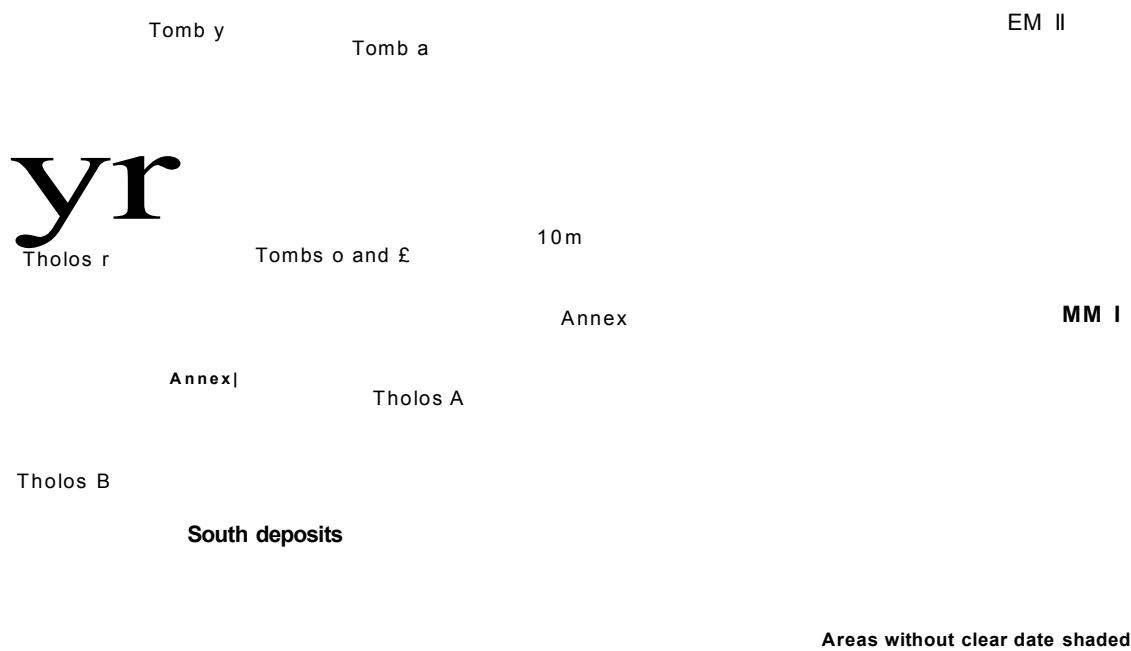 Tomb y
Tomb a
EM II
yr
Tholos r
Tombs o and £
10m
Annex
MM I
Annex|
Tholos A
Tholos B
South deposits
Areas without clear date shaded